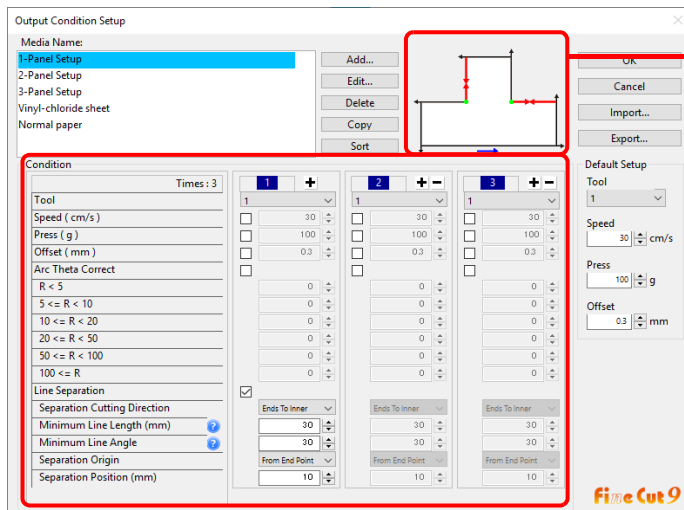 Output Condition Setup
Media Name:
1-Panel Setup
2-Panel Setup
3-Panel Setup
Vinyl-chloride sheet
Normal paper
Add...
Edit...
Delete
Copy
Sort
OK
Cancel
Import...
Export...
Condition
Times : 3 1 + 2 + − 3 + −
Tool 1 1 1
Speed ( cm/s ) 30 30 30
Press ( g ) 100 100 100
Offset ( mm ) 0.3 0.3 0.3
Arc Theta Correct
R < 5 0 0 0
5 <= R < 10 0 0 0
10 <= R < 20 0 0 0
20 <= R < 50 0 0 0
50 <= R < 100 0 0 0
100 <= R 0 0 0
Line Separation
Separation Cutting Direction Ends To Inner Ends To Inner Ends To Inner
Minimum Line Length (mm) ? 30 30 30
Minimum Line Angle ? 30 30 30
Separation Origin From End Point From End Point From End Point
Separation Position (mm) 10 10 10
Default Setup
Tool
1
Speed
30 cm/s
Press
100 g
Offset
0.3 mm
Fine Cut 9